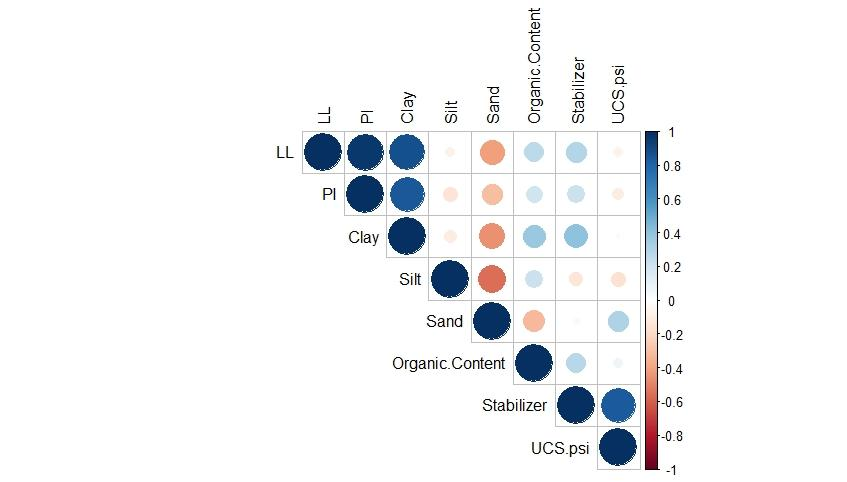 LL
PI
Clay
Silt
Sand
Organic.Content
Stabilizer
UCS.psi
LL
PI
Clay
Silt
Sand
Organic.Content
Stabilizer
UCS.psi
1
0.8
0.6
0.4
0.2
0
-0.2
-0.4
-0.6
-0.8
-1